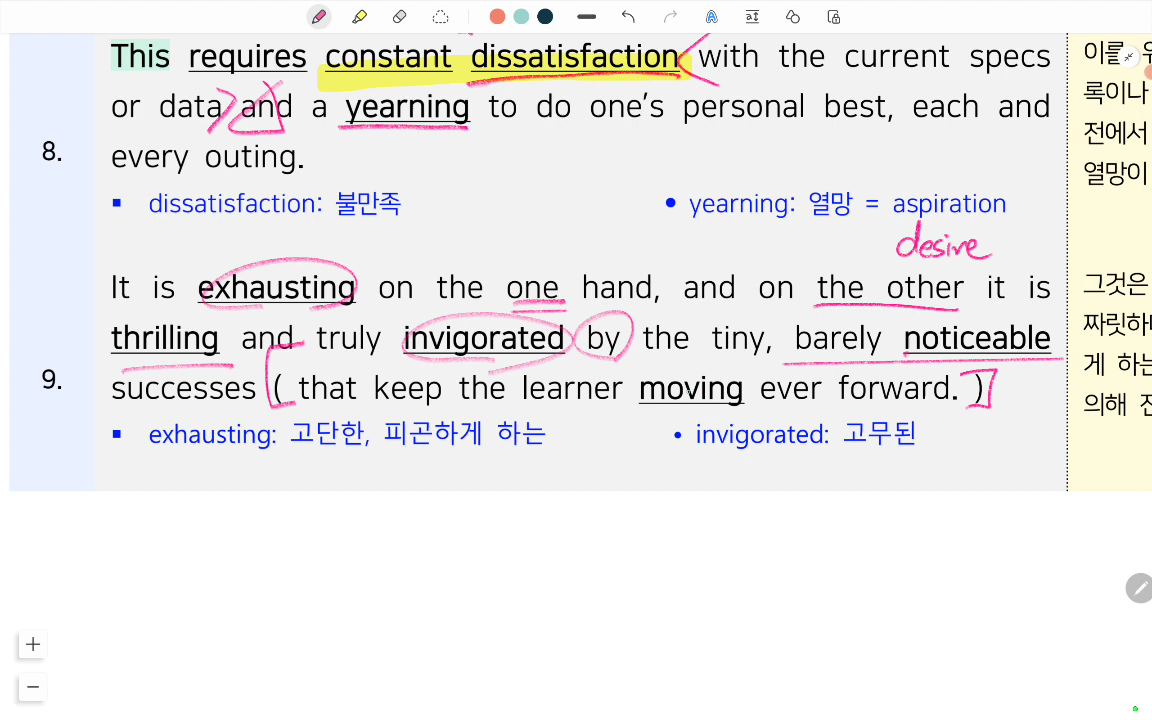 This requires constant dissatisfaction with the current specs
or data and a yearning to do one's personal best, each and
8.
every outing.
▪ dissatisfaction: 불만족
• yearning: 열망 = aspiration
desire
It is exhausting on the one hand, and on the other it is
thrilling and truly invigorated by the tiny, barely noticeable
9.
successes ( that keep the learner moving ever forward. )
▪ exhausting: 고단한, 피곤하게 하는
• invigorated: 고무된
이를
록이나
전에서
열망이
그것은
짜릿하
게 하는
의해